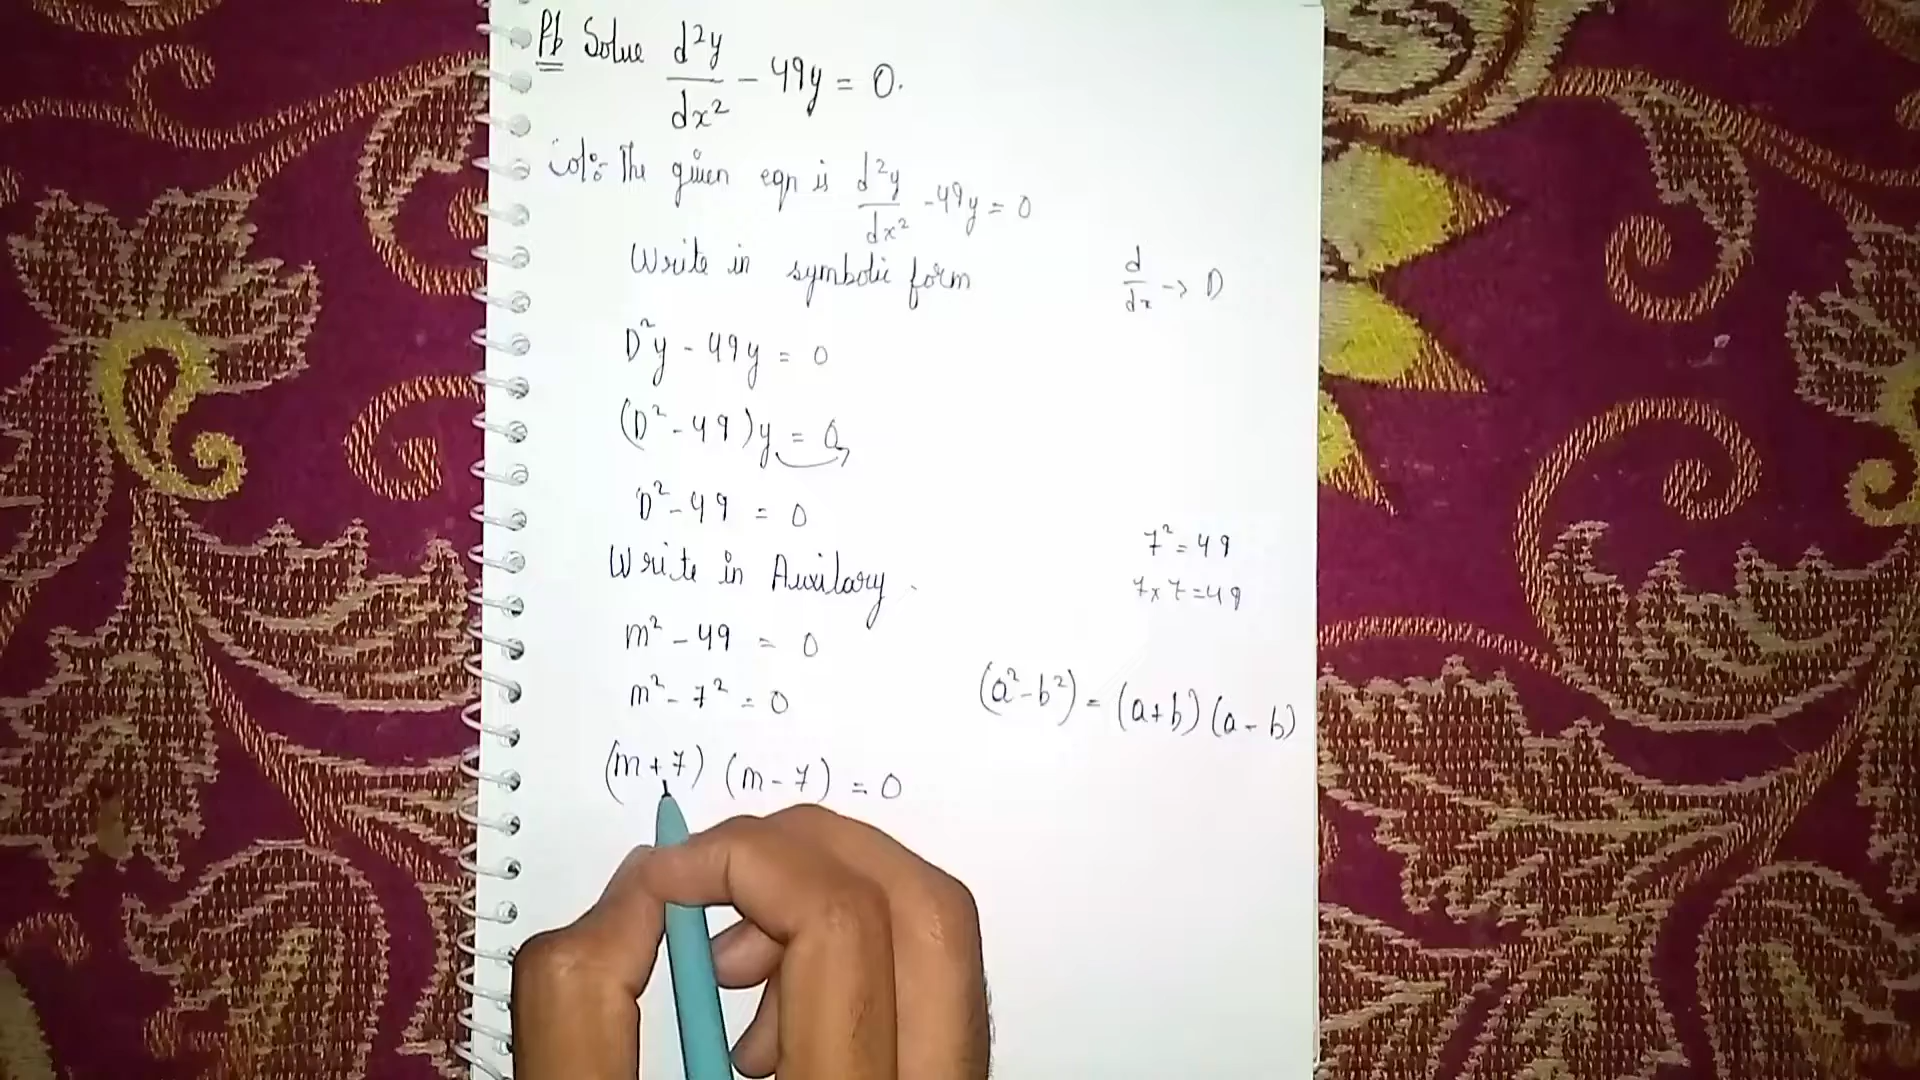 Pb Solve d²y/dx² - 49y = 0.
Sol: The given eqn is d²y/dx² - 49y = 0
Write in symbolic form
d/dx -> D
D²y - 49y = 0
(D² - 49)y = 0
D² - 49 = 0
7² = 49
Write in Auxilary.
7 x 7 = 49
m² - 49 = 0
m² - 7² = 0
(a² - b²) = (a+b) (a - b)
(m + 7) (m - 7) = 0